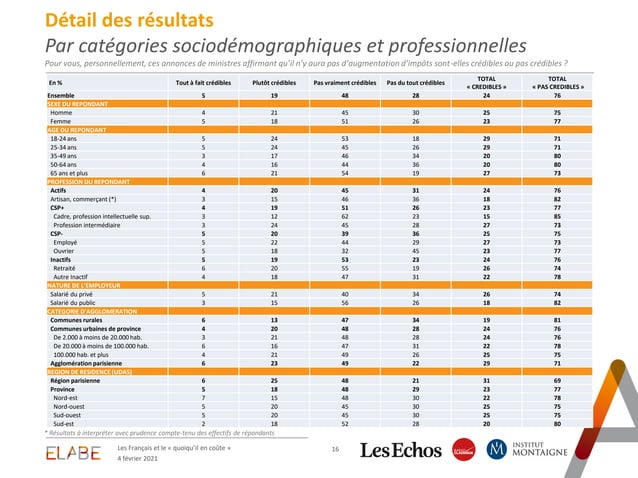 Détail des résultats
Par catégories sociodémographiques et professionnelles
Pour vous, personnellement, ces annonces de ministres affirmant qu'il n'y aura pas d'augmentation d'impôts sont-elles crédibles ou pas crédibles ?
En % Tout à fait crédibles Plutôt crédibles Pas vraiment crédibles Pas du tout crédibles TOTAL « CREDIBLES » TOTAL « PAS CREDIBLES »
Ensemble 5 19 48 28 24 76
SEXE DU REPONDANT
Homme 4 21 45 30 25 75
Femme 5 18 51 26 23 77
AGE DU REPONDANT
18-24 ans 5 24 53 18 29 71
25-34 ans 5 24 45 26 29 71
35-49 ans 3 17 46 34 20 80
50-64 ans 4 16 44 36 20 80
65 ans et plus 6 21 54 19 27 73
PROFESSION DU REPONDANT
Actifs 4 20 45 31 24 76
Artisan, commerçant (*) 3 15 46 36 18 82
CSP+ 4 19 51 26 23 77
Cadre, profession intellectuelle sup. 3 12 62 23 15 85
Profession intermédiaire 3 24 45 28 27 73
CSP- 5 20 39 36 25 75
Employé 5 22 44 29 27 73
Ouvrier 5 18 32 45 23 77
Inactifs 5 19 53 23 24 76
Retraité 6 20 55 19 26 74
Autre Inactif 4 18 47 31 22 78
NATURE DE L'EMPLOYEUR
Salarié du privé 5 21 40 34 26 74
Salarié du public 3 15 56 26 18 82
CATEGORIE D'AGGLOMERATION
Communes rurales 6 13 47 34 19 81
Communes urbaines de province 4 20 48 28 24 76
De 2.000 à moins de 20.000 hab. 3 21 48 28 24 76
De 20.000 à moins de 100.000 hab. 6 16 47 31 22 78
100.000 hab. et plus 4 21 49 26 25 75
Agglomération parisienne 6 23 49 22 29 71
REGION DE RESIDENCE (UDA5)
Région parisienne 6 25 48 21 31 69
Province 5 18 48 29 23 77
Nord-est 7 15 48 30 22 78
Nord-ouest 5 20 45 30 25 75
Sud-ouest 5 20 45 30 25 75
Sud-est 2 18 52 28 20 80
* Résultats à interpréter avec prudence compte-tenu des effectifs de répondants
ELABE
Les Français et le « quoiqu'il en coûte »
4 février 2021
16
LesEchos
RADIO CLASSIQUE
INSTITUT MONTAIGNE